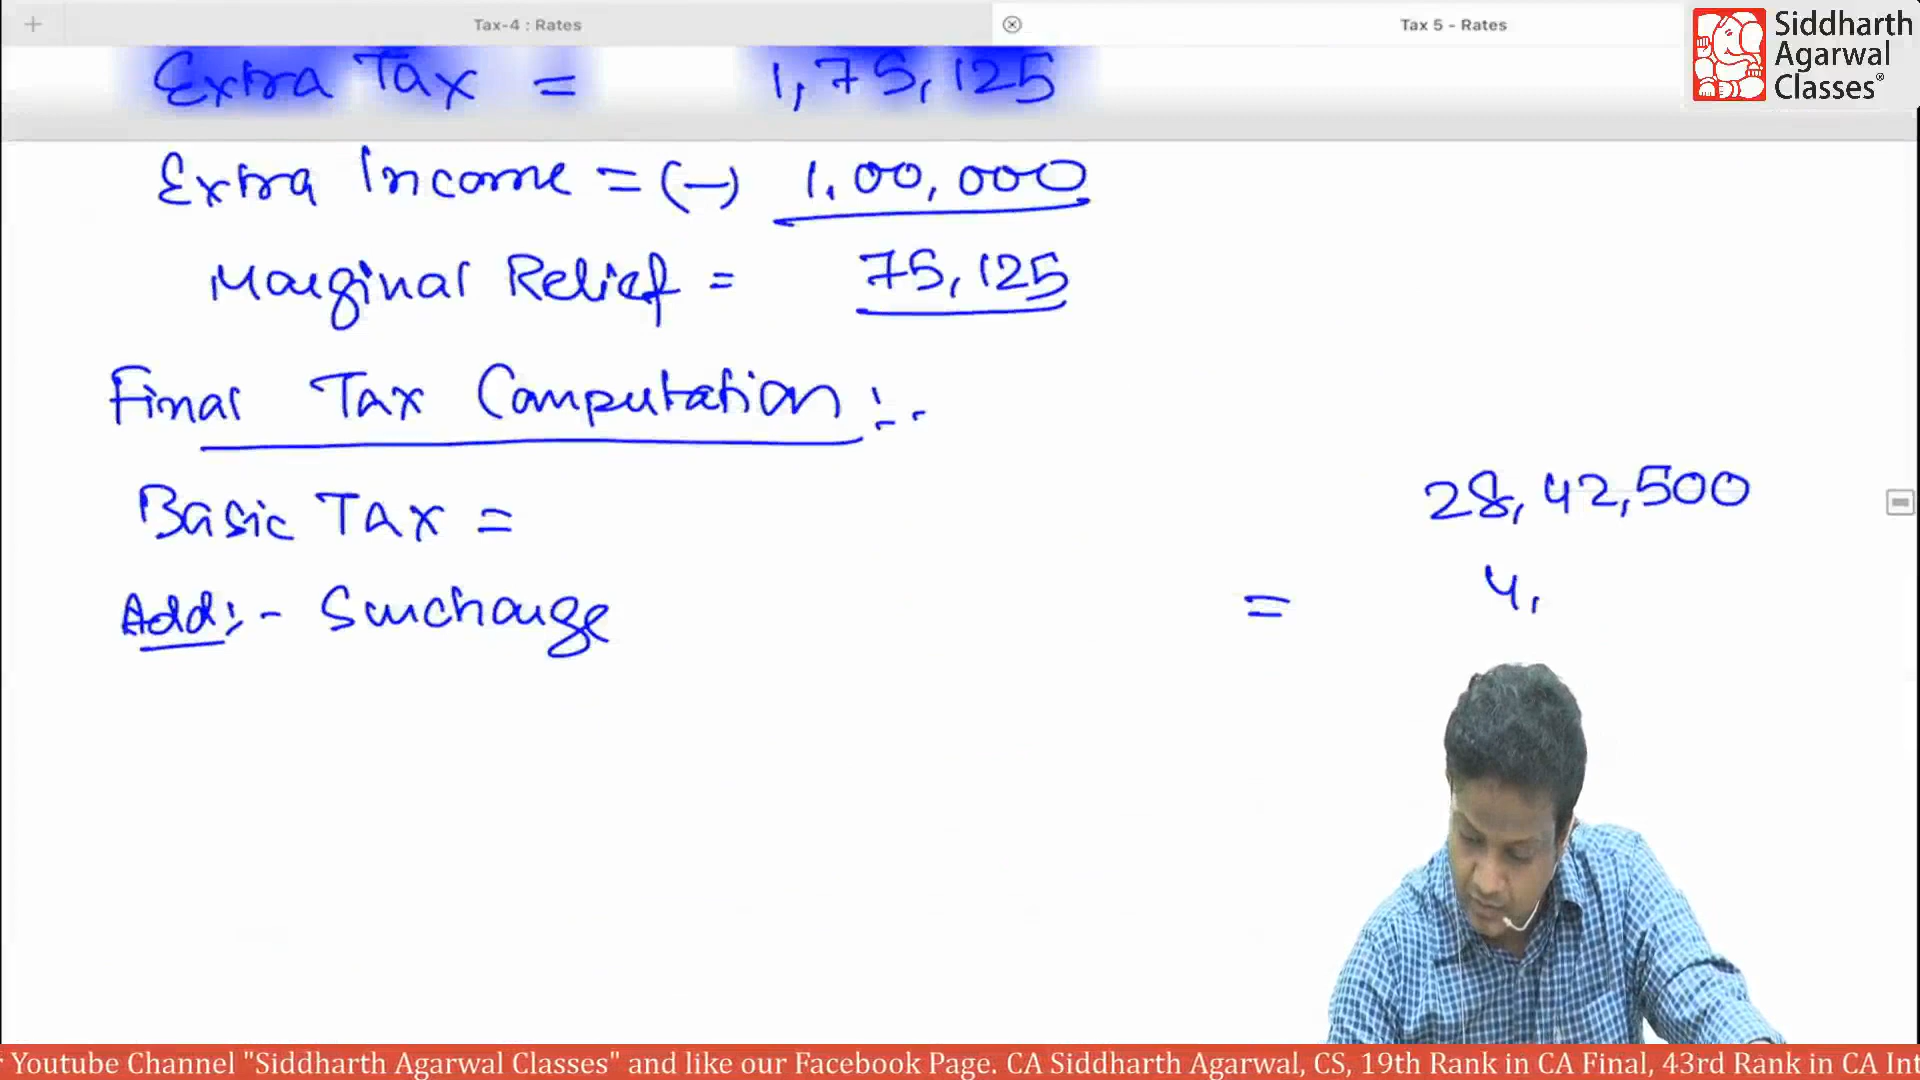 Tax-4 : Rates
Tax 5 - Rates
Siddharth
Agarwal
Classes®
Extra Tax = 1,75,125
Extra Income = (-) 1,00,000
Marginal Relief = 75,125
Final Tax Computation :-
Basic Tax = 28,42,500
Add:- Surcharge = 4,
Youtube Channel "Siddharth Agarwal Classes" and like our Facebook Page. CA Siddharth Agarwal, CS, 19th Rank in CA Final, 43rd Rank in CA Int